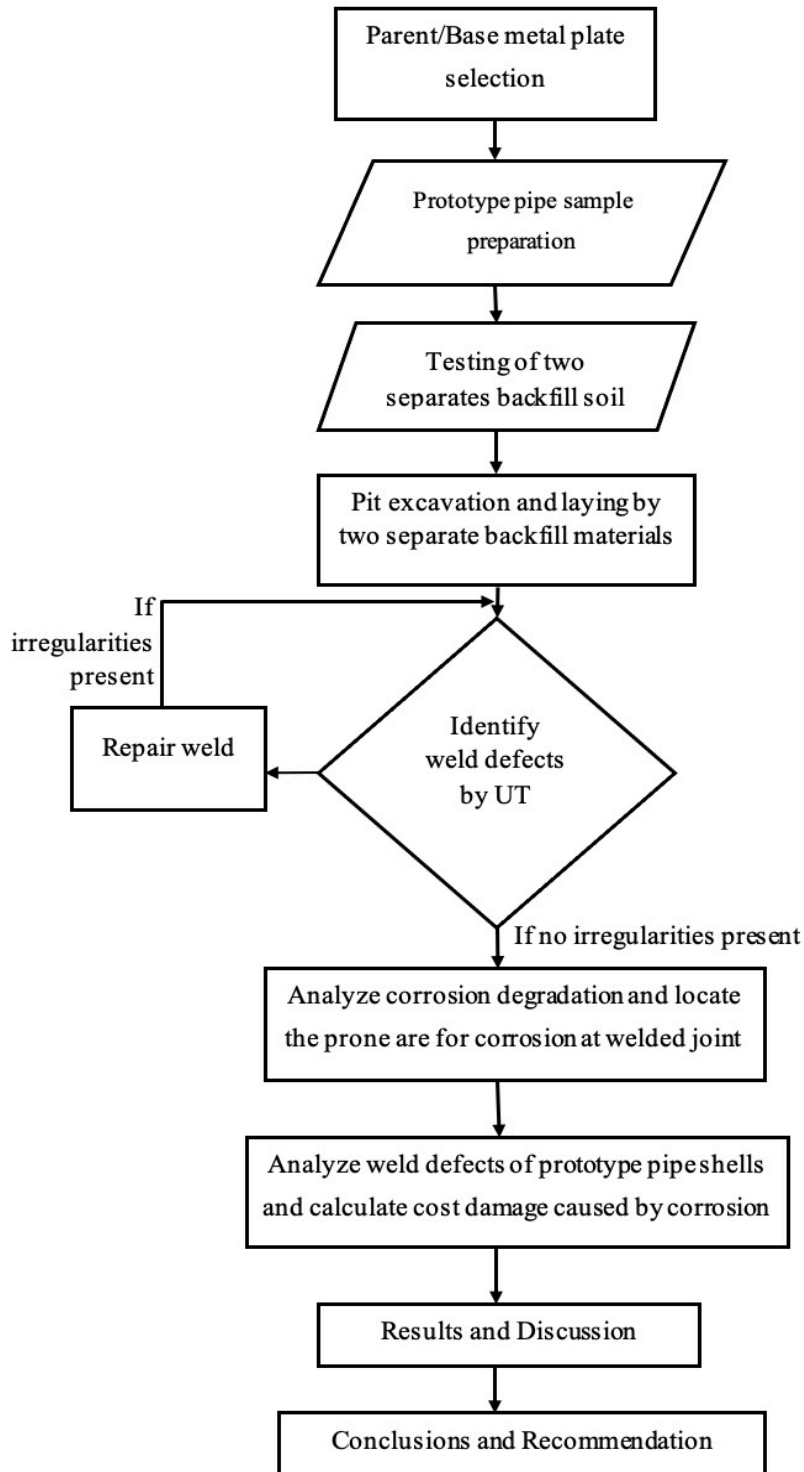 Parent/Base metal plate
selection
Prototype pipe sample
preparation
Testing of two
separates backfill soil
Pit excavation and laying by
two separate backfill materials
If
irregularities
present
Repair weld
Identify
weld defects
by UT
If no irregularities present
Analyze corrosion degradation and locate
the prone are for corrosion at welded joint
Analyze weld defects of prototype pipe shells
and calculate cost damage caused by corrosion
Results and Discussion
Conclusions and Recommendation